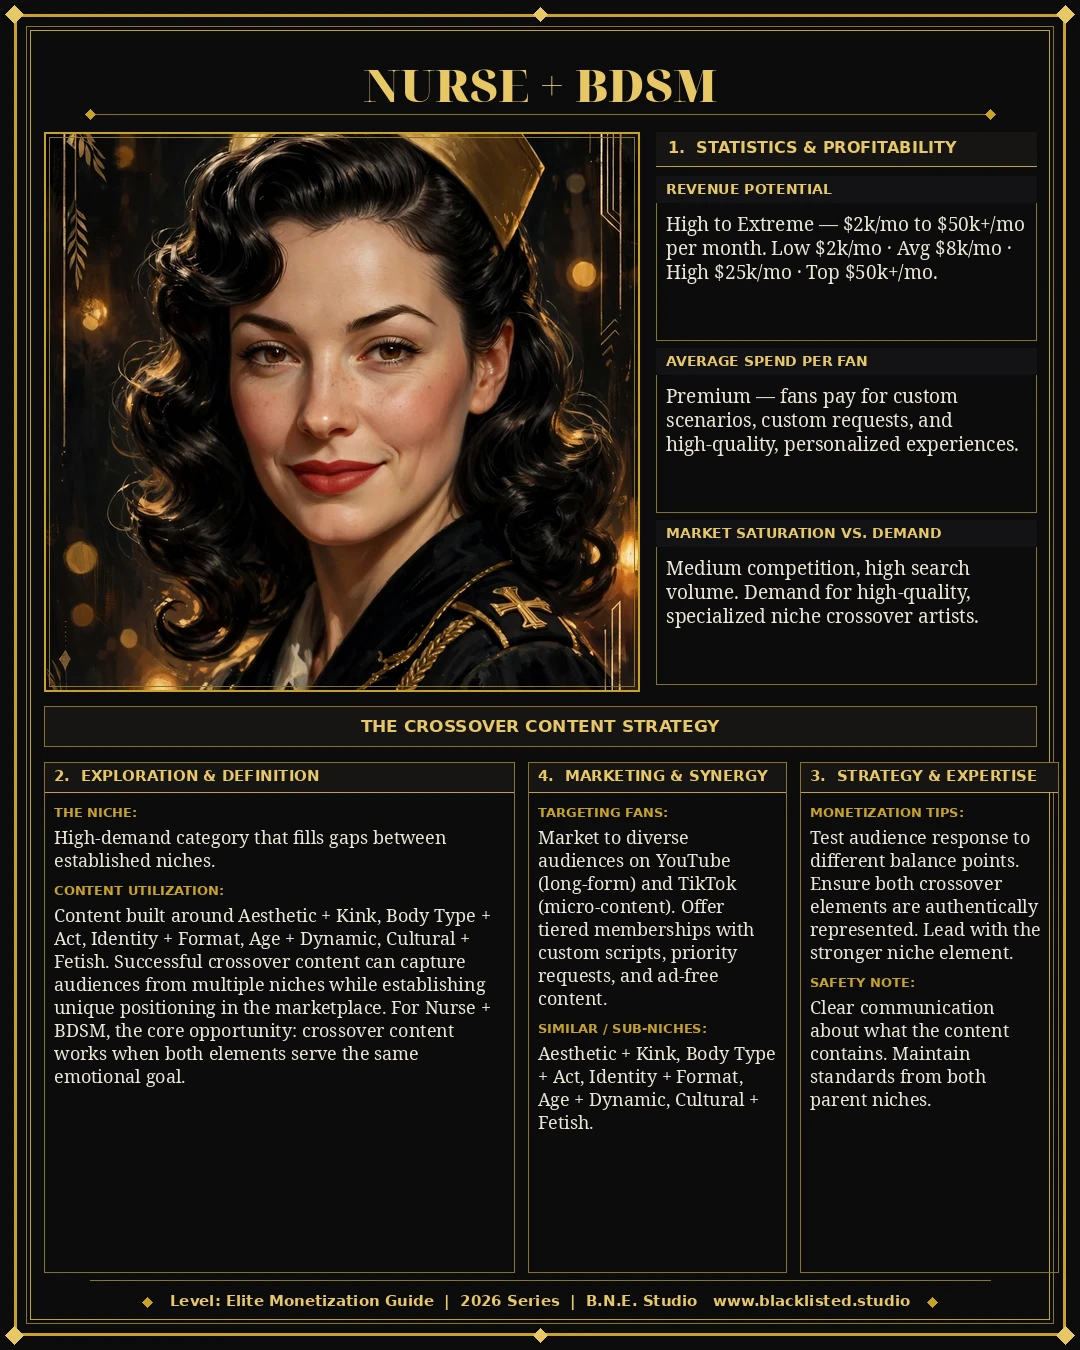 NURSE + BDSM
1. STATISTICS & PROFITABILITY
REVENUE POTENTIAL
High to Extreme — $2k/mo to $50k+/mo
per month. Low $2k/mo · Avg $8k/mo ·
High $25k/mo · Top $50k+/mo.
AVERAGE SPEND PER FAN
Premium — fans pay for custom
scenarios, custom requests, and
high-quality, personalized experiences.
MARKET SATURATION VS. DEMAND
Medium competition, high search
volume. Demand for high-quality,
specialized niche crossover artists.
THE CROSSOVER CONTENT STRATEGY
2. EXPLORATION & DEFINITION
THE NICHE:
High-demand category that fills gaps between
established niches.
CONTENT UTILIZATION:
Content built around Aesthetic + Kink, Body Type +
Act, Identity + Format, Age + Dynamic, Cultural +
Fetish. Successful crossover content can capture
audiences from multiple niches while establishing
unique positioning in the marketplace. For Nurse +
BDSM, the core opportunity: crossover content
works when both elements serve the same
emotional goal.
4. MARKETING & SYNERGY
TARGETING FANS:
Market to diverse
audiences on YouTube
(long-form) and TikTok
(micro-content). Offer
tiered memberships with
custom scripts, priority
requests, and ad-free
content.
SIMILAR / SUB-NICHES:
Aesthetic + Kink, Body Type
+ Act, Identity + Format,
Age + Dynamic, Cultural +
Fetish.
3. STRATEGY & EXPERTISE
MONETIZATION TIPS:
Test audience response to
different balance points.
Ensure both crossover
elements are authentically
represented. Lead with the
stronger niche element.
SAFETY NOTE:
Clear communication
about what the content
contains. Maintain
standards from both
parent niches.
Level: Elite Monetization Guide | 2026 Series | B.N.E. Studio www.blacklisted.studio